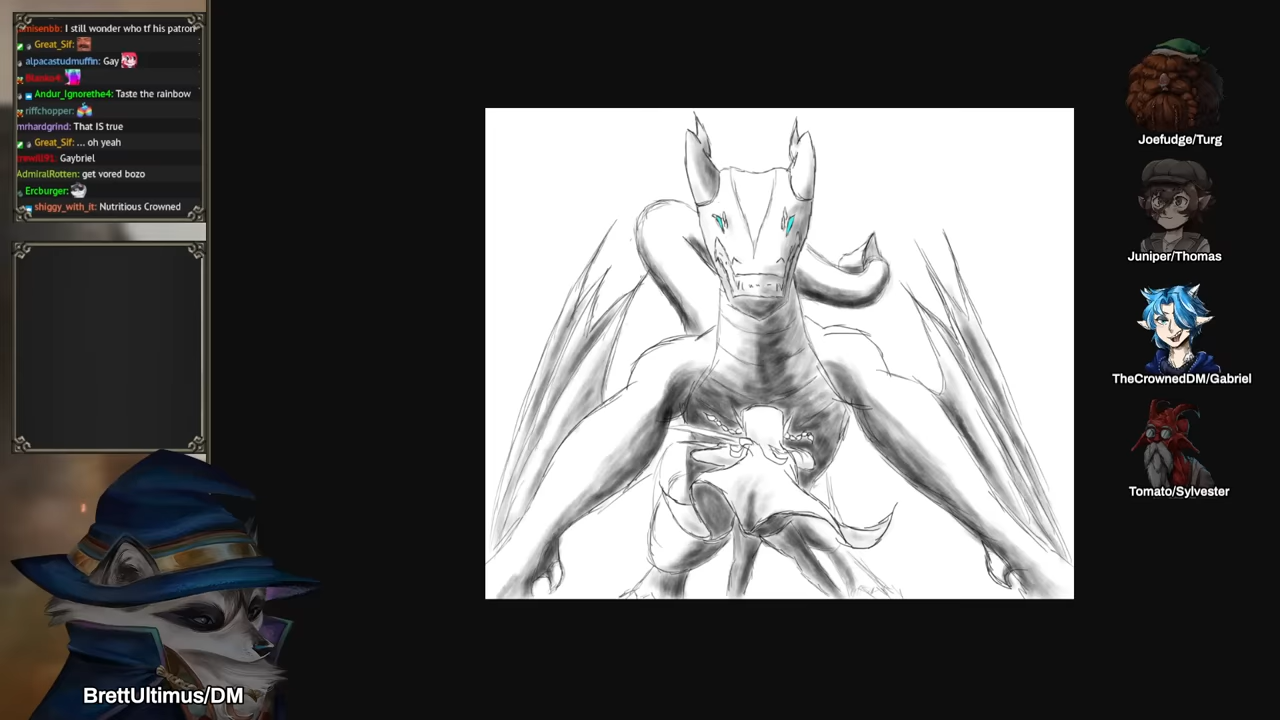 I still wonder who tf his patron
Great_Sif:
alpacastudmuffin: Gay
Andur_Ignorethe4: Taste the rainbow
riffchopper:
mrhardgrind: That IS true
Great_Sif: ... oh yeah
Gaybriel
AdmiralRotten: get vored bozo
Ercburger:
shiggy_with_it: Nutritious Crowned
Joefudge/Turg
Juniper/Thomas
TheCrownedDM/Gabriel
Tomato/Sylvester
BrettUltimus/DM